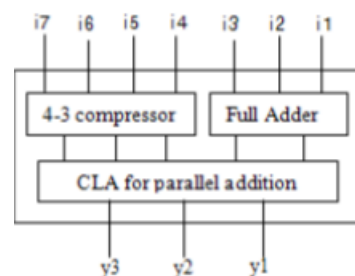 i7 i6 i5 i4 i3 i2 i1
4-3 compressor Full Adder
CLA for parallel addition
y3 y2 y1